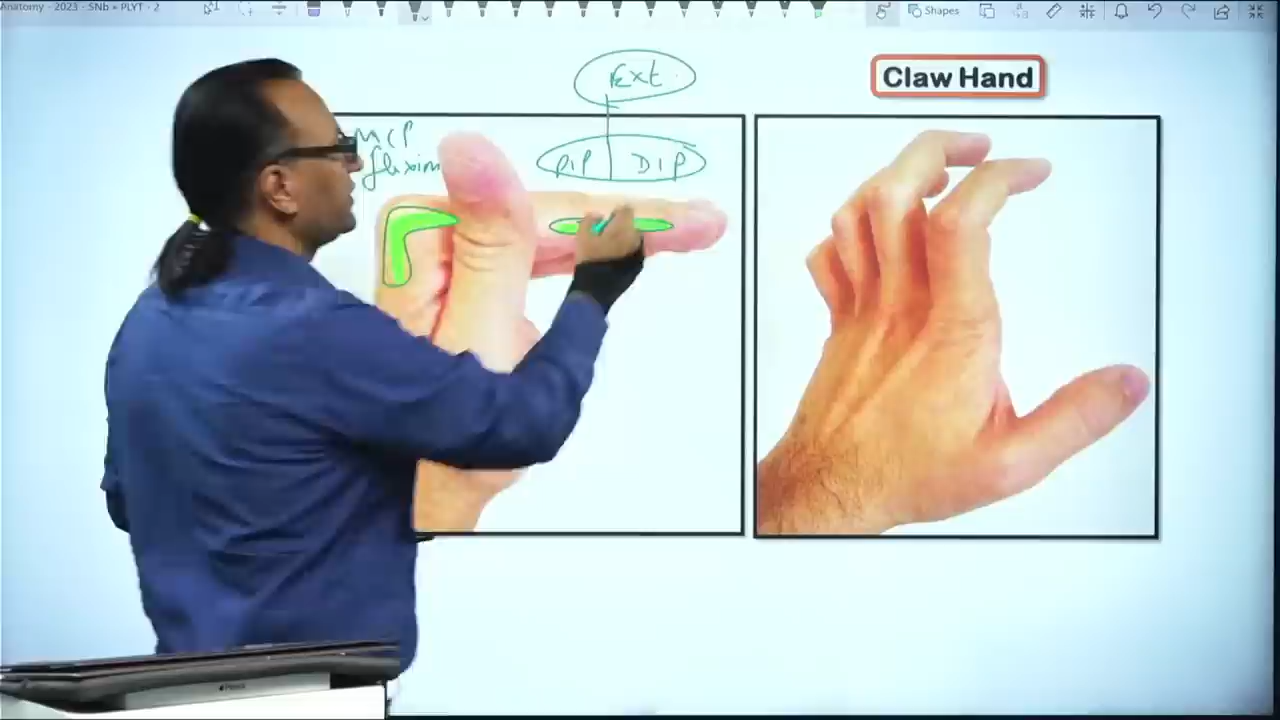 Anatomy - 2023 - SNb + PLYT - 2
Shapes
Ext.
Claw Hand
MCP
flexion
PIP | DIP